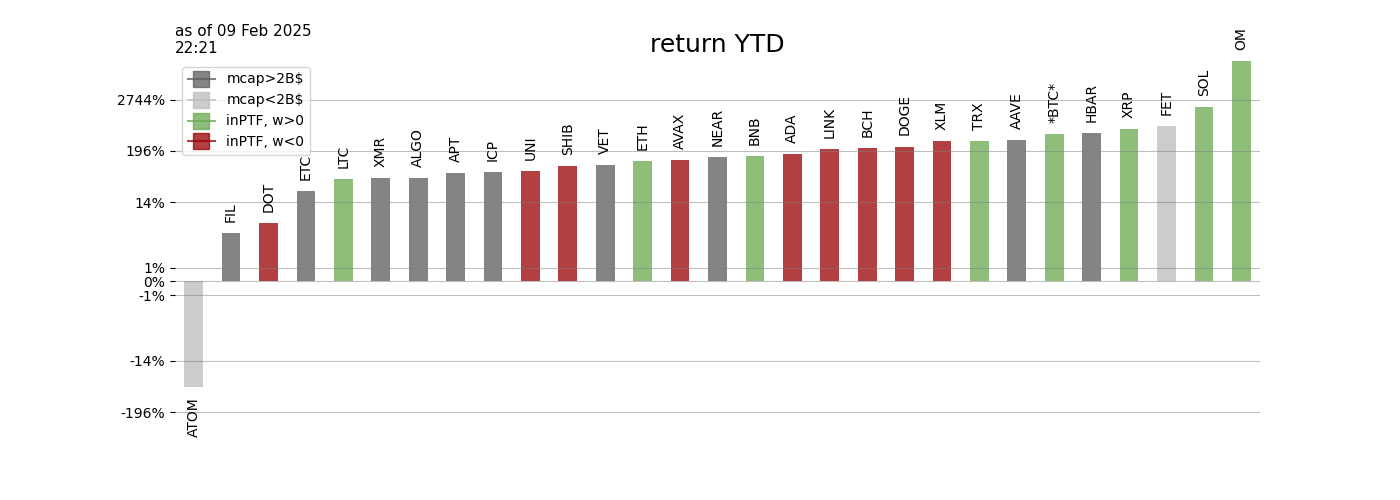 as of 09 Feb 2025
22:21
return YTD
mcap>2B$
mcap<2B$
inPTF, w>0
inPTF, w<0
2744%
196%
14%
1%
0%
-1%
-14%
-196%
ATOM
FIL
DOT
ETC
LTC
XMR
ALGO
APT
ICP
UNI
SHIB
VET
ETH
AVAX
NEAR
BNB
ADA
LINK
BCH
DOGE
XLM
TRX
AAVE
*BTC*
HBAR
XRP
FET
SOL
OM